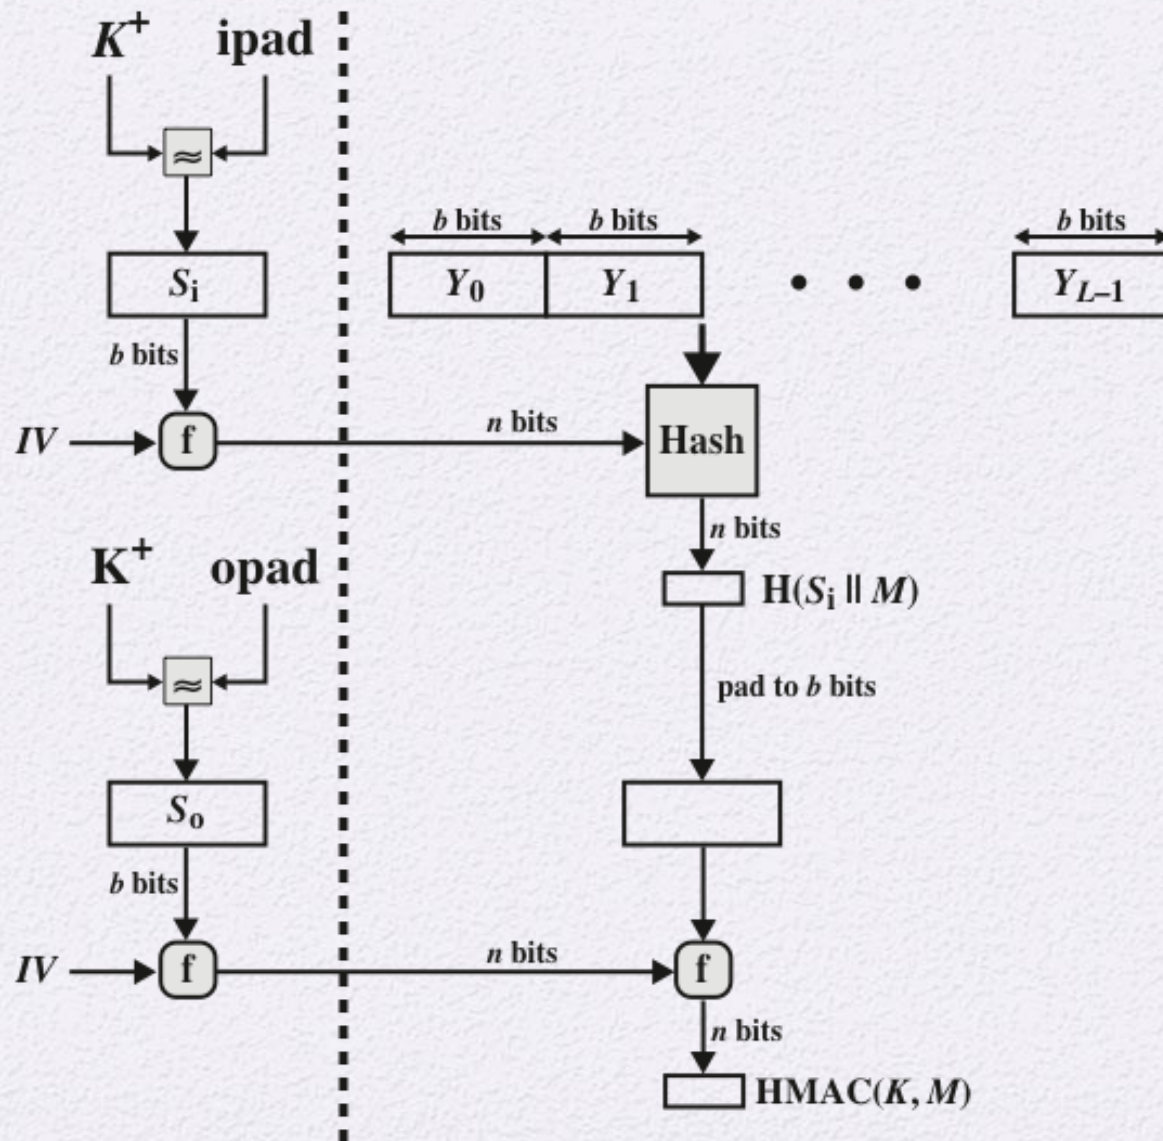 K+ ipad
≈
b bits b bits b bits
Si Y0 Y1 • • • YL–1
b bits
IV f n bits Hash
n bits
K+ opad
H(Si || M)
≈
pad to b bits
So
b bits
IV f n bits f
n bits
HMAC(K, M)